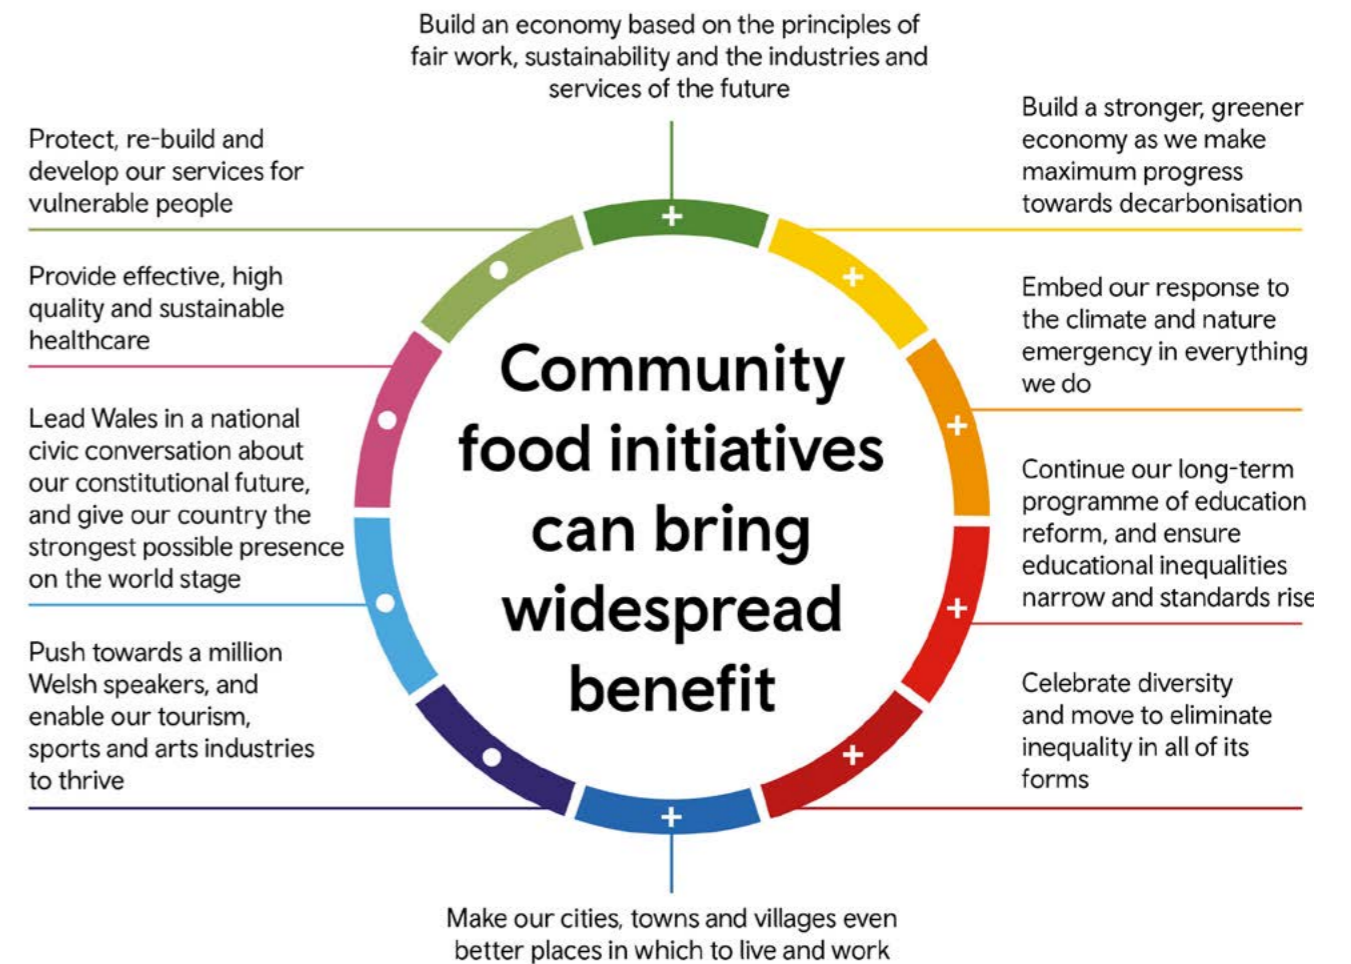 Build an economy based on the principles of
fair work, sustainability and the industries and
services of the future
Build a stronger, greener
economy as we make
maximum progress
towards decarbonisation
Embed our response to
the climate and nature
emergency in everything
we do
Continue our long-term
programme of education
reform, and ensure
educational inequalities
narrow and standards rise
Celebrate diversity
and move to eliminate
inequality in all of its
forms
Make our cities, towns and villages even
better places in which to live and work
Push towards a million
Welsh speakers, and
enable our tourism,
sports and arts industries
to thrive
Lead Wales in a national
civic conversation about
our constitutional future,
and give our country the
strongest possible presence
on the world stage
Provide effective, high
quality and sustainable
healthcare
Protect, re-build and
develop our services for
vulnerable people
Community
food initiatives
can bring
widespread
benefit